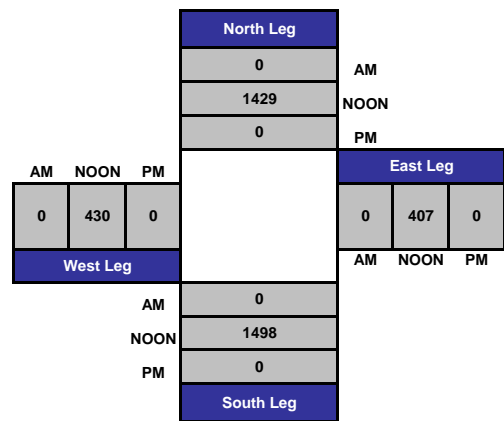 North Leg
0 AM
1429 NOON
0 PM
AM NOON PM East Leg
0 430 0 0 407 0
West Leg AM NOON PM
AM 0
NOON 1498
PM 0
South Leg